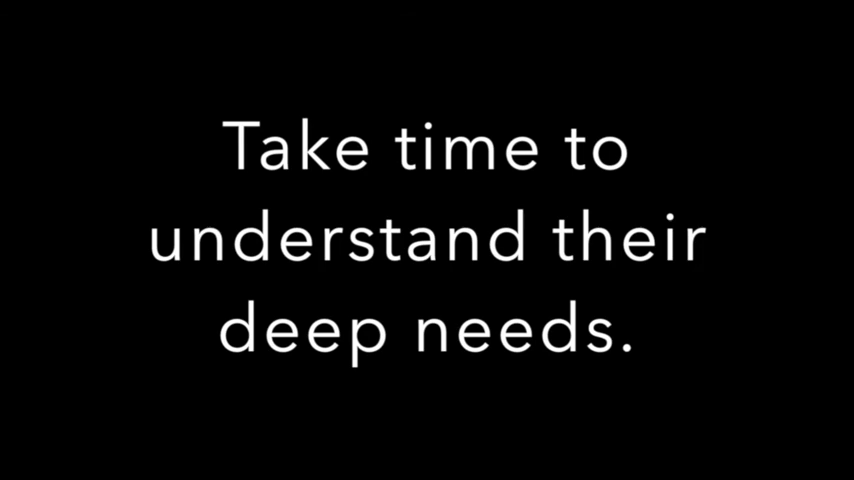 Take time to
understand their
deep needs.